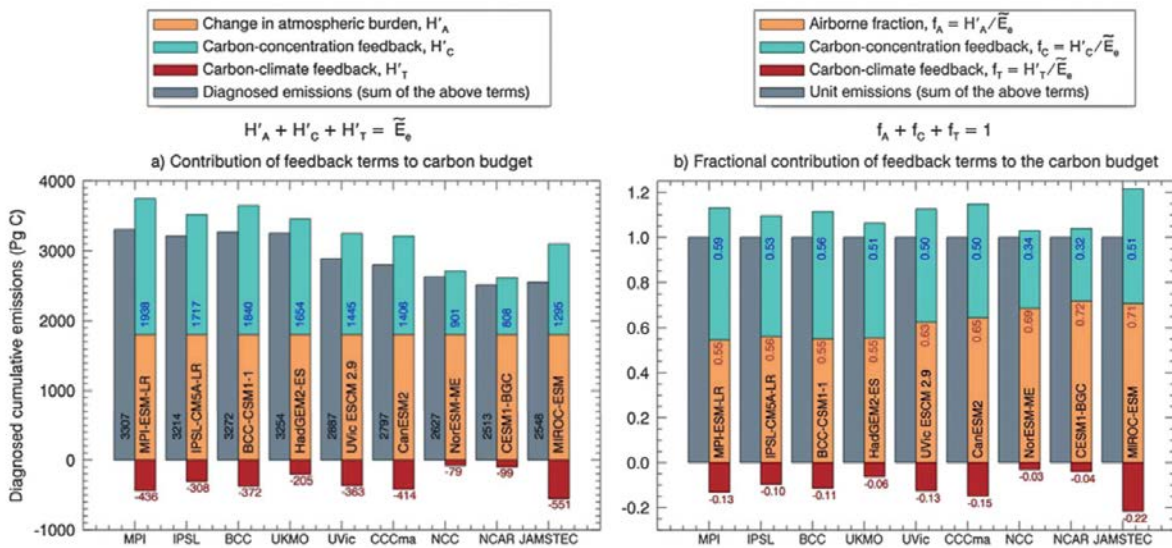 Change in atmospheric burden, H′A
Carbon-concentration feedback, H′C
Carbon-climate feedback, H′T
Diagnosed emissions (sum of the above terms)
H′A + H′C + H′T = Ẽe
a) Contribution of feedback terms to carbon budget
Diagnosed cumulative emissions (Pg C)
4000
3000
2000
1000
0
-1000
3307 MPI-ESM-LR 1938 -436
3214 IPSL-CM5A-LR 1717 -308
3272 BCC-CSM1-1 1840 -372
3254 HadGEM2-ES 1654 -205
2887 UVic ESCM 2.9 1445 -363
2797 CanESM2 1406 -414
2627 NorESM-ME 901 -79
2513 CESM1-BGC 808 -99
2548 MIROC-ESM 1295 -551
MPI IPSL BCC UKMO UVic CCCma NCC NCAR JAMSTEC
Airborne fraction, fA = H′A/Ẽe
Carbon-concentration feedback, fC = H′C/Ẽe
Carbon-climate feedback, fT = H′T/Ẽe
Unit emissions (sum of the above terms)
fA + fC + fT = 1
b) Fractional contribution of feedback terms to the carbon budget
1.2
1.0
0.8
0.6
0.4
0.2
0.0
-0.2
MPI-ESM-LR 0.55 0.59 -0.13
IPSL-CM5A-LR 0.56 0.53 -0.10
BCC-CSM1-1 0.55 0.56 -0.11
HadGEM2-ES 0.55 0.51 -0.06
UVic ESCM 2.9 0.63 0.50 -0.13
CanESM2 0.65 0.50 -0.15
NorESM-ME 0.69 0.34 -0.03
CESM1-BGC 0.72 0.32 -0.04
MIROC-ESM 0.71 0.51 -0.22
MPI IPSL BCC UKMO UVic CCCma NCC NCAR JAMSTEC